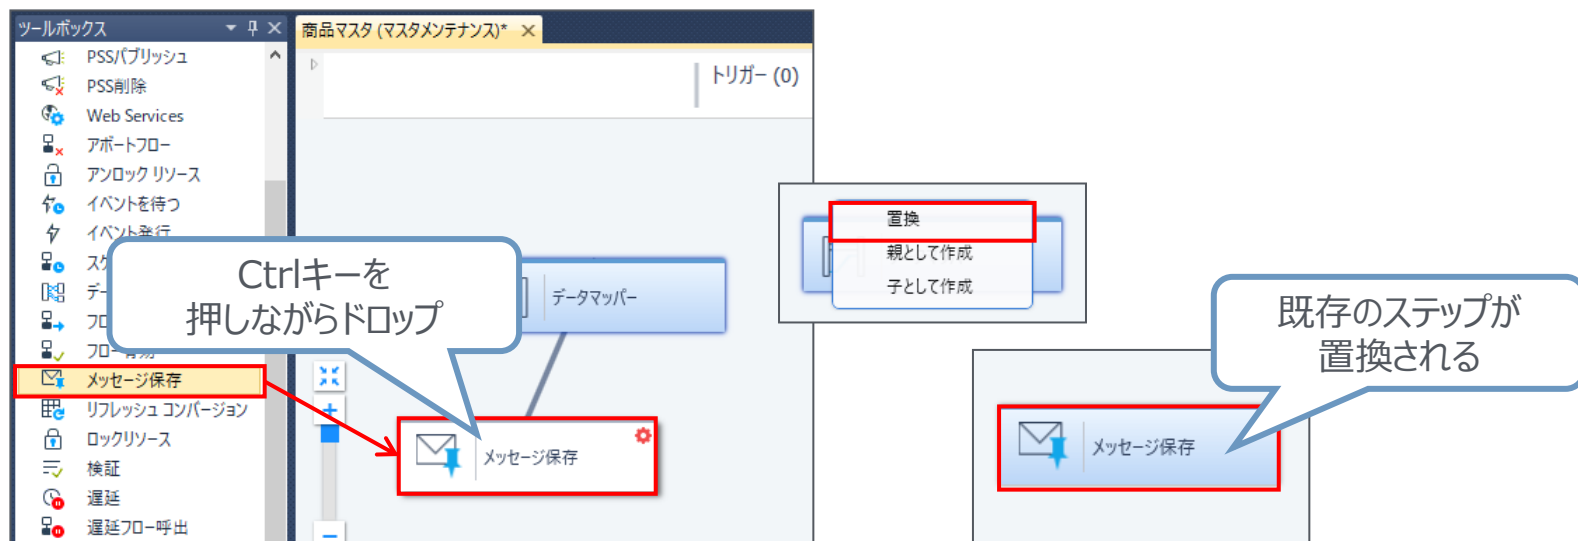 ツールボックス
PSSパブリッシュ
PSS削除
Web Services
アボートフロー
アンロック リソース
イベントを待つ
イベント発行
メッセージ保存
リフレッシュ コンバージョン
ロックリソース
検証
遅延
遅延フロー呼出
商品マスタ (マスタメンテナンス)*
トリガー (0)
Ctrlキーを
押しながらドロップ
データマッパー
メッセージ保存
置換
親として作成
子として作成
既存のステップが
置換される
メッセージ保存